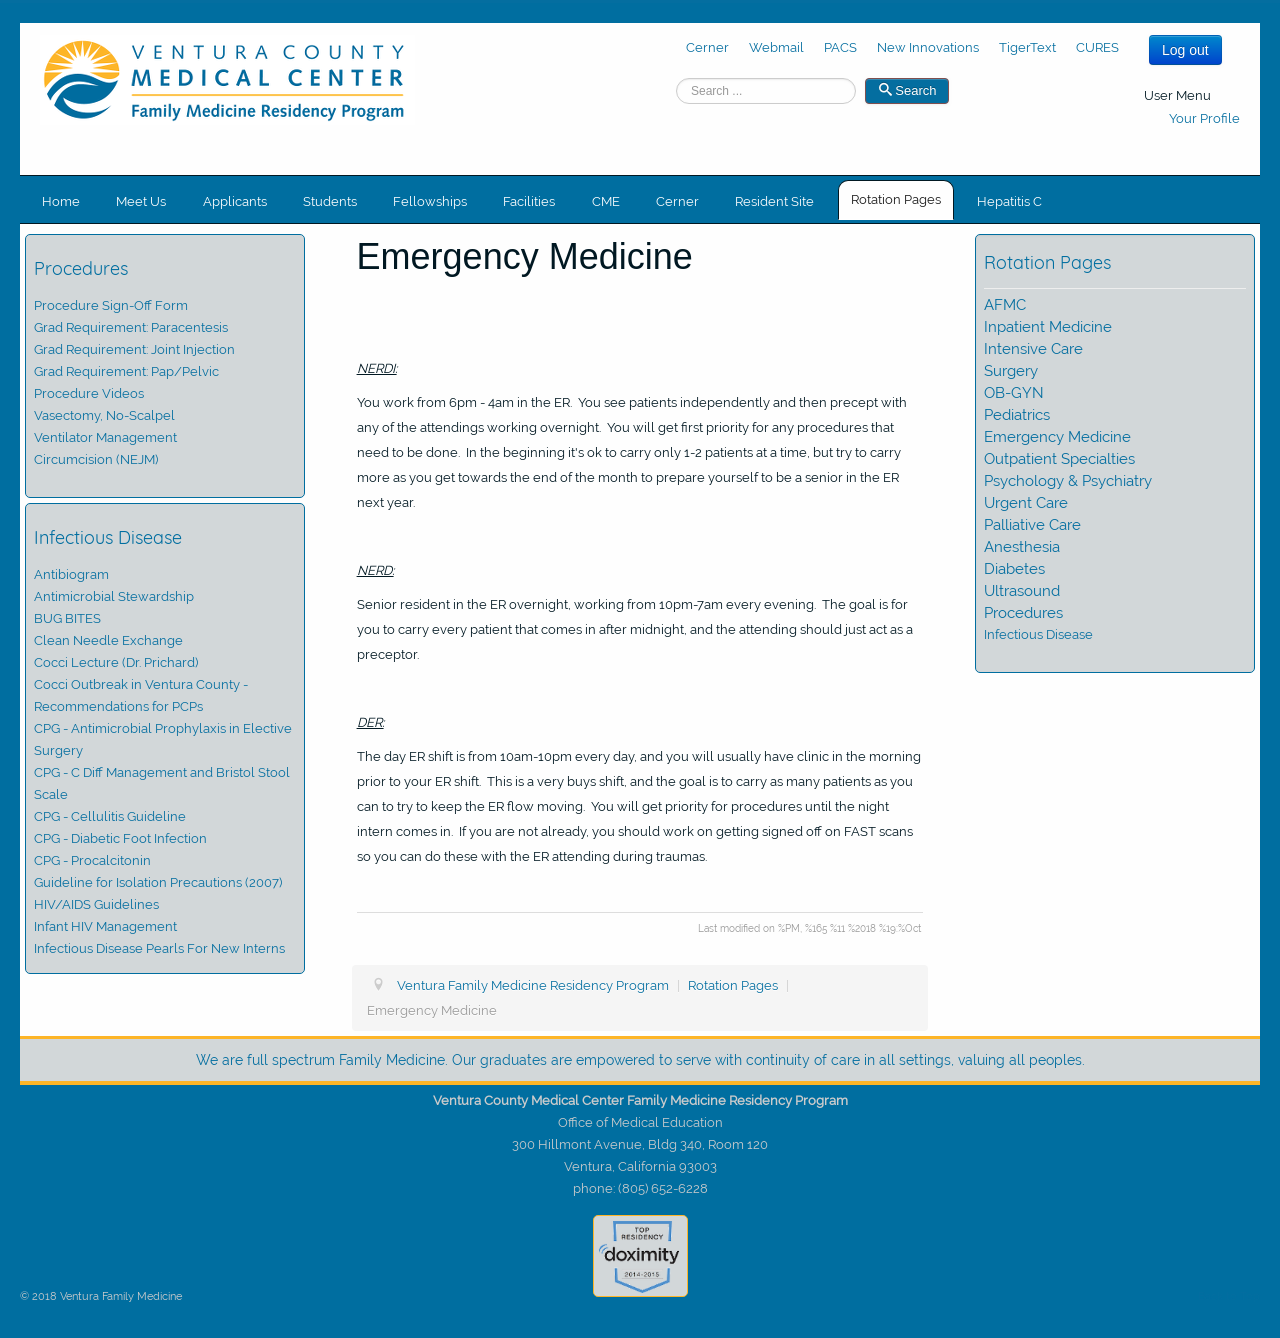 VENTURA COUNTY
MEDICAL CENTER
Family Medicine Residency Program
Cerner Webmail PACS New Innovations TigerText CURES
Log out
Search ...
Search
User Menu
Your Profile
Home Meet Us Applicants Students Fellowships Facilities CME Cerner Resident Site Rotation Pages Hepatitis C
Procedures
Procedure Sign-Off Form
Grad Requirement: Paracentesis
Grad Requirement: Joint Injection
Grad Requirement: Pap/Pelvic
Procedure Videos
Vasectomy, No-Scalpel
Ventilator Management
Circumcision (NEJM)
Infectious Disease
Antibiogram
Antimicrobial Stewardship
BUG BITES
Clean Needle Exchange
Cocci Lecture (Dr. Prichard)
Cocci Outbreak in Ventura County -
Recommendations for PCPs
CPG - Antimicrobial Prophylaxis in Elective
Surgery
CPG - C Diff Management and Bristol Stool
Scale
CPG - Cellulitis Guideline
CPG - Diabetic Foot Infection
CPG - Procalcitonin
Guideline for Isolation Precautions (2007)
HIV/AIDS Guidelines
Infant HIV Management
Infectious Disease Pearls For New Interns
Emergency Medicine
NERDI:
You work from 6pm - 4am in the ER. You see patients independently and then precept with
any of the attendings working overnight. You will get first priority for any procedures that
need to be done. In the beginning it's ok to carry only 1-2 patients at a time, but try to carry
more as you get towards the end of the month to prepare yourself to be a senior in the ER
next year.
NERD:
Senior resident in the ER overnight, working from 10pm-7am every evening. The goal is for
you to carry every patient that comes in after midnight, and the attending should just act as a
preceptor.
DER:
The day ER shift is from 10am-10pm every day, and you will usually have clinic in the morning
prior to your ER shift. This is a very buys shift, and the goal is to carry as many patients as you
can to try to keep the ER flow moving. You will get priority for procedures until the night
intern comes in. If you are not already, you should work on getting signed off on FAST scans
so you can do these with the ER attending during traumas.
Last modified on %PM, %165 %11 %2018 %19:%Oct
Ventura Family Medicine Residency Program | Rotation Pages |
Emergency Medicine
Rotation Pages
AFMC
Inpatient Medicine
Intensive Care
Surgery
OB-GYN
Pediatrics
Emergency Medicine
Outpatient Specialties
Psychology & Psychiatry
Urgent Care
Palliative Care
Anesthesia
Diabetes
Ultrasound
Procedures
Infectious Disease
We are full spectrum Family Medicine. Our graduates are empowered to serve with continuity of care in all settings, valuing all peoples.
Ventura County Medical Center Family Medicine Residency Program
Office of Medical Education
300 Hillmont Avenue, Bldg 340, Room 120
Ventura, California 93003
phone: (805) 652-6228
TOP
RESIDENCY
doximity
2014-2015
© 2018 Ventura Family Medicine